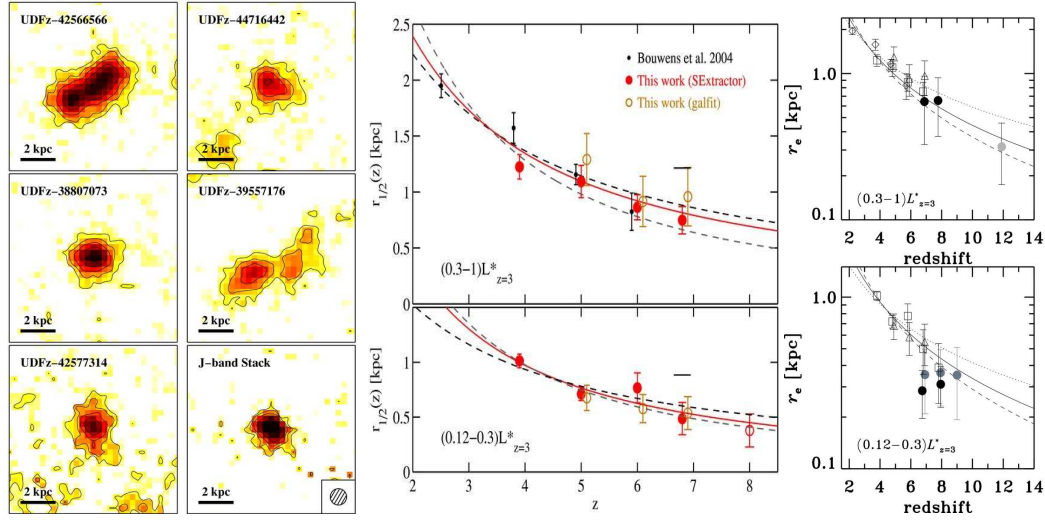 UDFz-42566566
2 kpc
UDFz-44716442
2 kpc
UDFz-38807073
2 kpc
UDFz-39557176
2 kpc
UDFz-42577314
2 kpc
J-band Stack
2 kpc
2.5
2
1.5
1
0.5
0
r1/2(z) [kpc]
Bouwens et al. 2004
This work (SExtractor)
This work (galfit)
(0.3-1)L*z=3
1
0.5
0
r1/2(z) [kpc]
(0.12-0.3)L*z=3
2 3 4 5 6 7 8
z
1.0
0.1
re [kpc]
(0.3-1)L*z=3
2 4 6 8 10 12 14
redshift
1.0
0.1
re [kpc]
(0.12-0.3)L*z=3
2 4 6 8 10 12 14
redshift